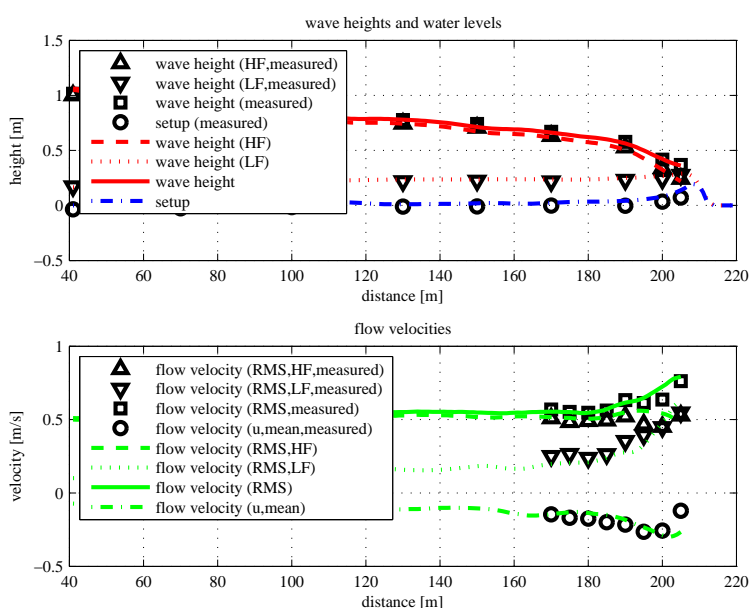 wave heights and water levels
1.5
1
0.5
0
−0.5
height [m]
wave height (HF,measured)
wave height (LF,measured)
wave height (measured)
setup (measured)
wave height (HF)
wave height (LF)
wave height
setup
40 60 80 100 120 140 160 180 200 220
distance [m]
flow velocities
1
0.5
0
−0.5
velocity [m/s]
flow velocity (RMS,HF,measured)
flow velocity (RMS,LF,measured)
flow velocity (RMS,measured)
flow velocity (u,mean,measured)
flow velocity (RMS,HF)
flow velocity (RMS,LF)
flow velocity (RMS)
flow velocity (u,mean)
40 60 80 100 120 140 160 180 200 220
distance [m]